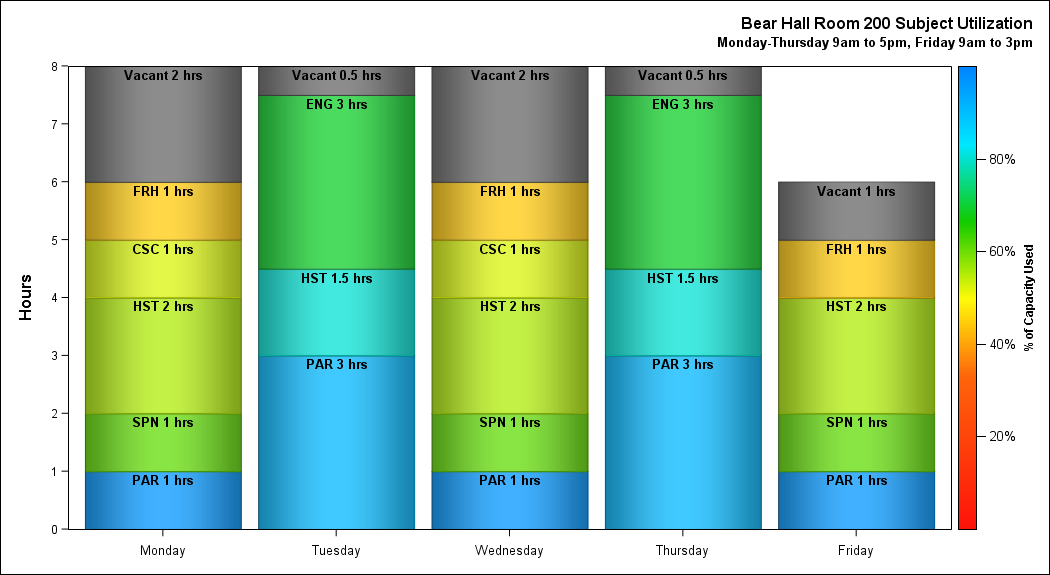 Bear Hall Room 200 Subject Utilization
Monday-Thursday 9am to 5pm, Friday 9am to 3pm
8
Vacant 2 hrs
Vacant 0.5 hrs
Vacant 2 hrs
Vacant 0.5 hrs
ENG 3 hrs
ENG 3 hrs
7
80%
6
FRH 1 hrs
FRH 1 hrs
Vacant 1 hrs
5
CSC 1 hrs
CSC 1 hrs
FRH 1 hrs
60%
HST 1.5 hrs
HST 1.5 hrs
Hours
% of Capacity Used
4
HST 2 hrs
HST 2 hrs
HST 2 hrs
40%
3
PAR 3 hrs
PAR 3 hrs
2
SPN 1 hrs
SPN 1 hrs
SPN 1 hrs
20%
1
PAR 1 hrs
PAR 1 hrs
PAR 1 hrs
0
Monday
Tuesday
Wednesday
Thursday
Friday